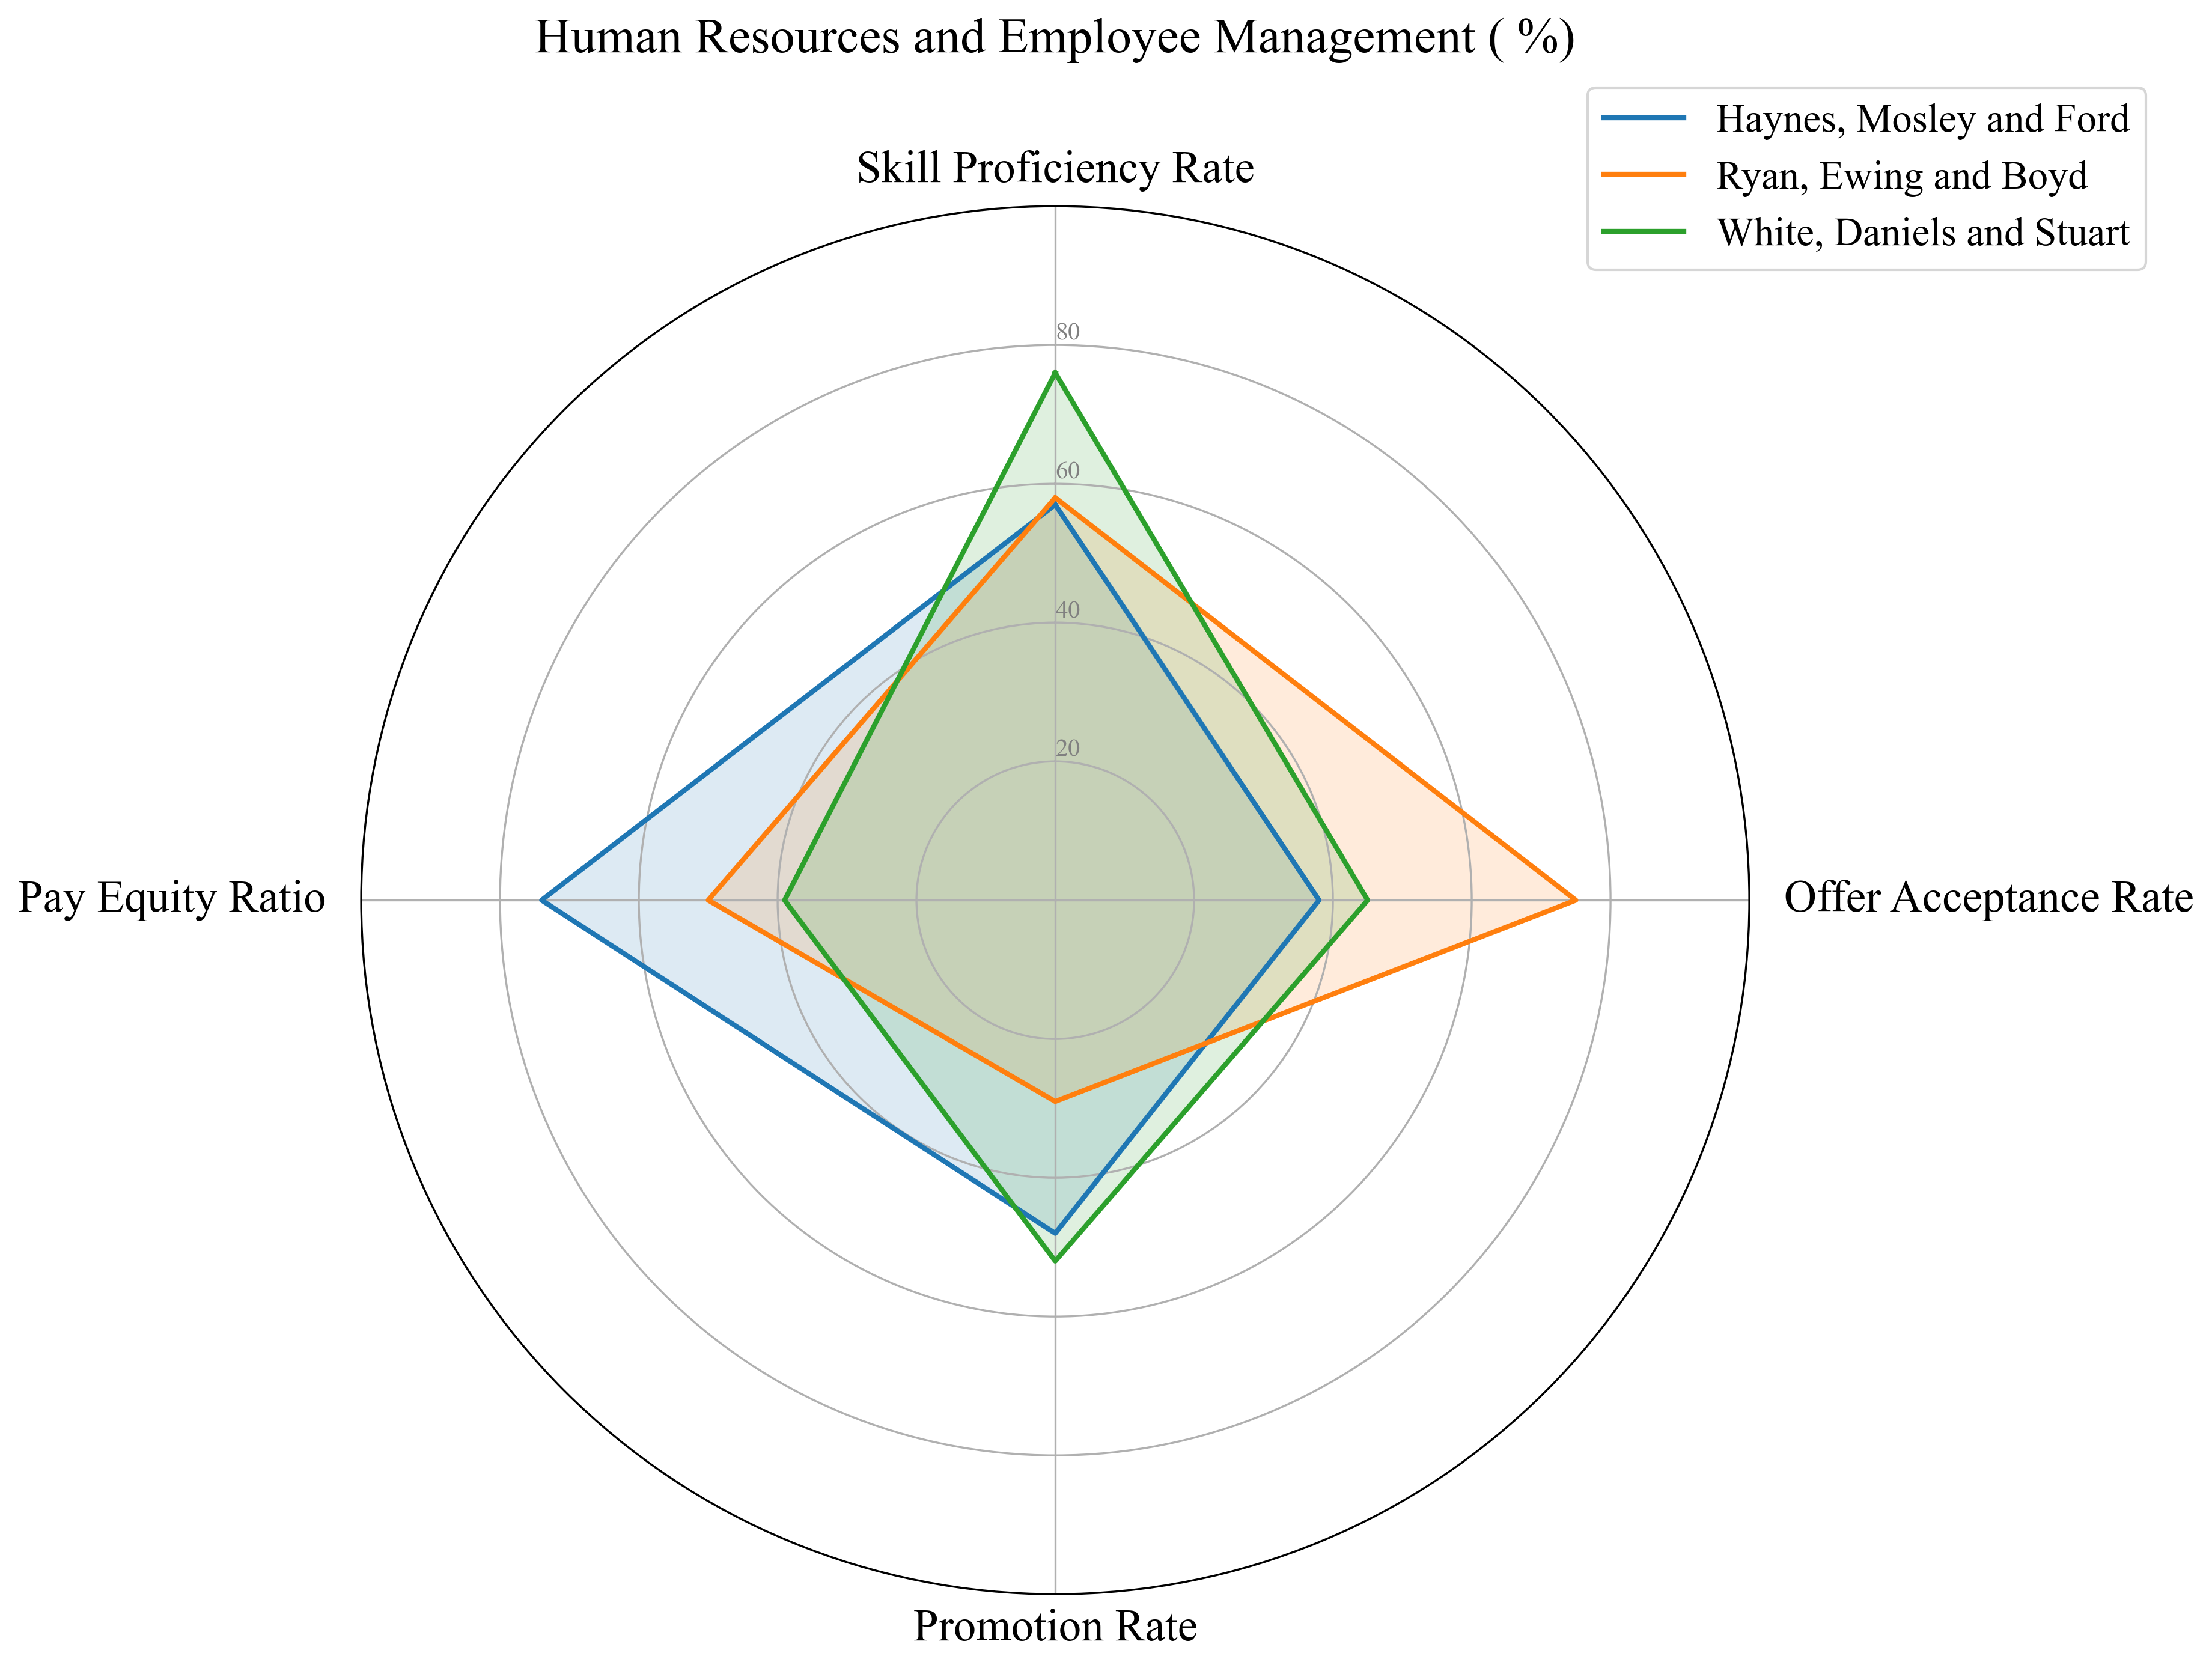 Human Resources and Employee Management ( %)
Haynes, Mosley and Ford
Ryan, Ewing and Boyd
White, Daniels and Stuart
Skill Proficiency Rate
80
60
40
20
Pay Equity Ratio
Offer Acceptance Rate
Promotion Rate